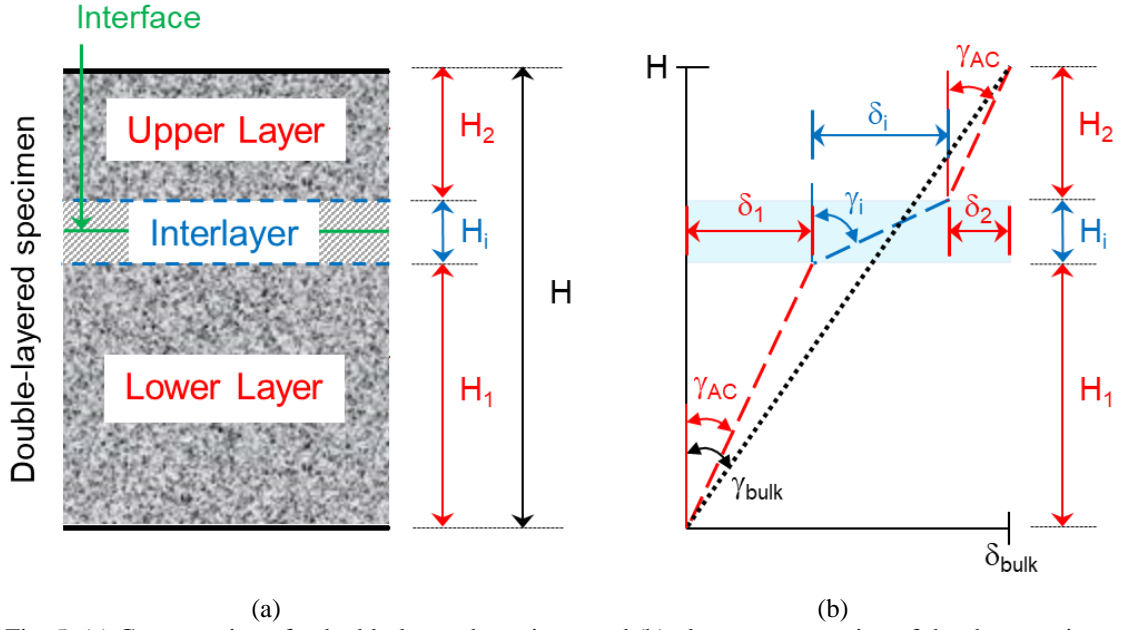 Interface
Double-layered specimen
Upper Layer
Interlayer
Lower Layer
H₂
Hᵢ
H₁
H
H
γAC
δᵢ
H₂
δ₁
γᵢ
δ₂
Hᵢ
γAC
H₁
γbulk
δbulk
(a)
(b)